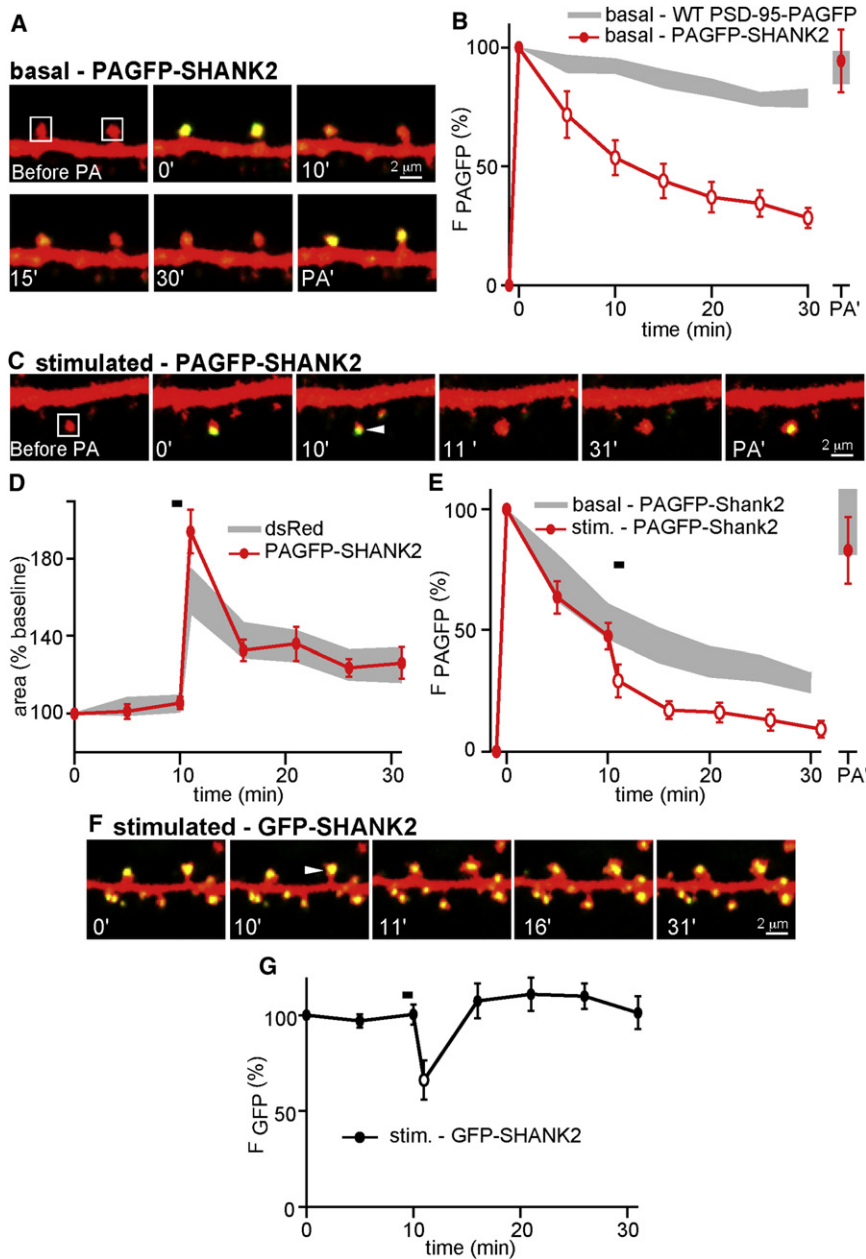 A
basal - PAGFP-SHANK2
Before PA
0'
10'
2 μm
15'
30'
PA'
B
basal - WT PSD-95-PAGFP
basal - PAGFP-SHANK2
F PAGFP (%)
100
50
0
0
10
20
30
PA'
time (min)
C stimulated - PAGFP-SHANK2
Before PA
0'
10'
11'
31'
PA'
2 μm
D
dsRed
PAGFP-SHANK2
area (% baseline)
180
140
100
0
10
20
30
time (min)
E
basal - PAGFP-Shank2
stim. - PAGFP-Shank2
F PAGFP (%)
100
50
0
0
10
20
30
PA'
time (min)
F stimulated - GFP-SHANK2
0'
10'
11'
16'
31'
2 μm
G
F GFP (%)
100
50
0
stim. - GFP-SHANK2
0
10
20
30
time (min)